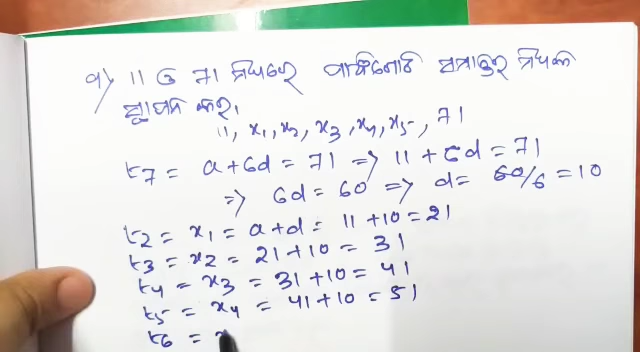 ୧) 11 ଓ 71 ମଧ୍ୟରେ ପାଞ୍ଚଗୋଟି ସମାନ୍ତର ମଧ୍ୟକ
ସ୍ଥାପନ କର।
11, x₁, x₂, x₃, x₄, x₅, 71
t₇ = a+6d = 71 => 11 + 6d = 71
=> 6d = 60 => d = 60/6 = 10
t₂ = x₁ = a+d = 11+10 = 21
t₃ = x₂ = 21+10 = 31
t₄ = x₃ = 31+10 = 41
t₅ = x₄ = 41+10 = 51
t₆ =